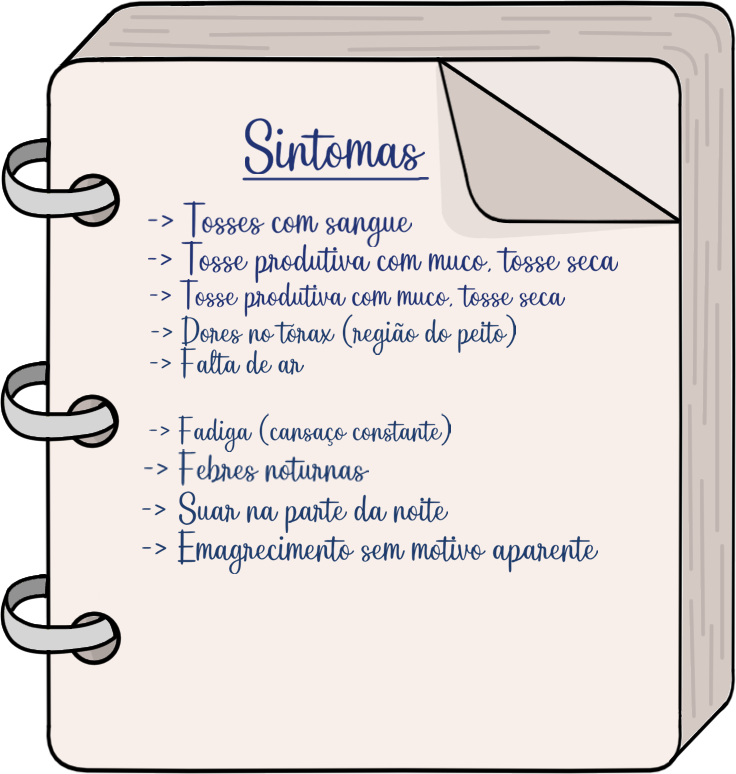 Sintomas
-> Tosses com sangue
-> Tosse produtiva com muco, tosse seca
-> Tosse produtiva com muco, tosse seca
-> Dores no torax (região do peito)
-> Falta de ar
-> Fadiga (cansaço constante)
-> Febres noturnas
-> Suar na parte da noite
-> Emagrecimento sem motivo aparente